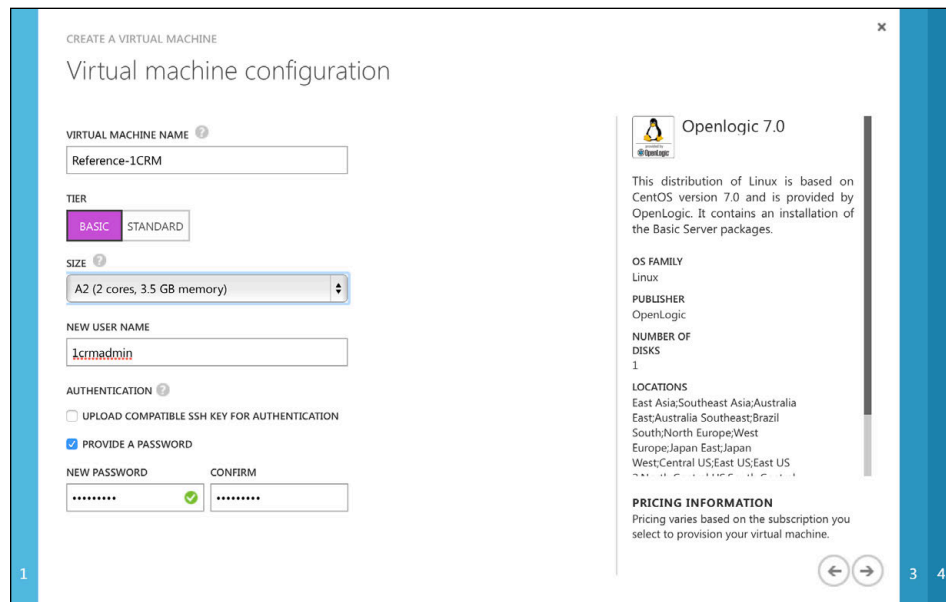 CREATE A VIRTUAL MACHINE
Virtual machine configuration
VIRTUAL MACHINE NAME ?
Reference-1CRM
TIER
BASIC STANDARD
SIZE ?
A2 (2 cores, 3.5 GB memory)
NEW USER NAME
1crmadmin
AUTHENTICATION ?
UPLOAD COMPATIBLE SSH KEY FOR AUTHENTICATION
PROVIDE A PASSWORD
NEW PASSWORD CONFIRM
••••••••• •••••••••
Openlogic 7.0
OpenLogic
This distribution of Linux is based on
CentOS version 7.0 and is provided by
OpenLogic. It contains an installation of
the Basic Server packages.
OS FAMILY
Linux
PUBLISHER
OpenLogic
NUMBER OF
DISKS
1
LOCATIONS
East Asia;Southeast Asia;Australia
East;Australia Southeast;Brazil
South;North Europe;West
Europe;Japan East;Japan
West;Central US;East US;East US
PRICING INFORMATION
Pricing varies based on the subscription you
select to provision your virtual machine.
1 3 4